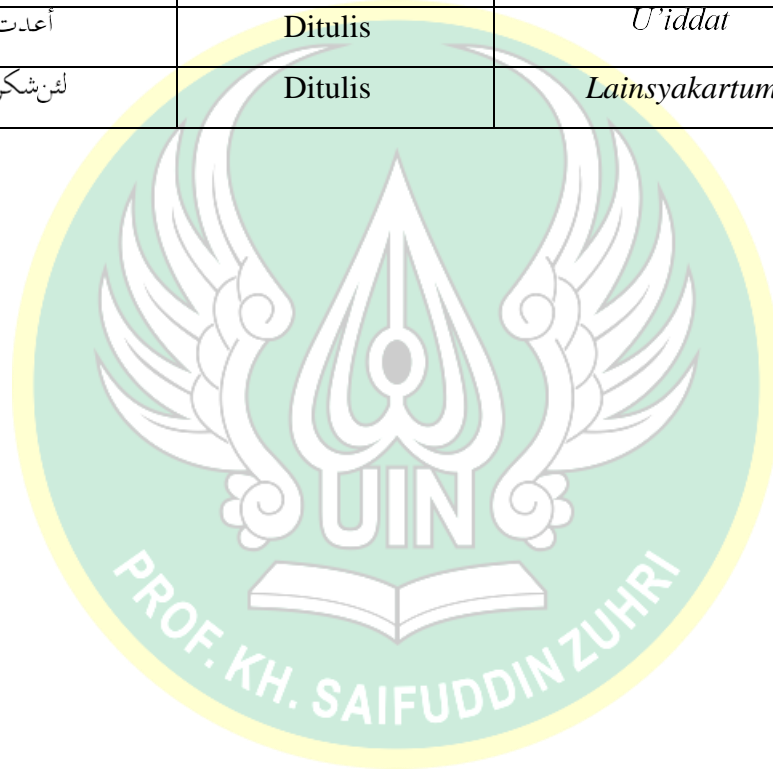 أعدت Ditulis U'iddat
Ditulis Lainsyakartum
UIN
PROF. KH. SAIFUDDIN ZUHRI